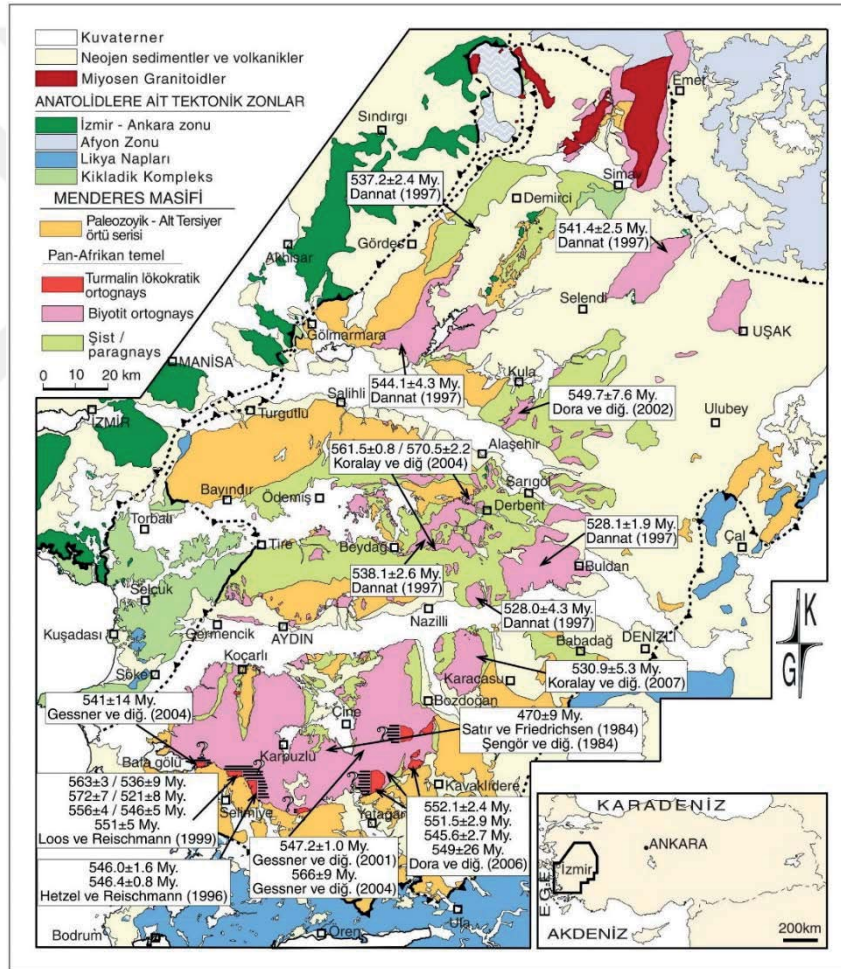 Kuvaterner
Neojen sedimentler ve volkanikler
Miyosen Granitoidler
ANATOLİDLERE AİT TEKTONİK ZONLAR
İzmir - Ankara zonu
Afyon Zonu
Likya Napları
Kikladik Kompleks
MENDERES MASİFİ
Paleozoyik - Alt Tersiyer
örtü serisi
Pan-Afrikan temel
Turmalin lökokratik
ortognays
Biyotit ortognays
Şist /
paragnays
0 10 20 km
Emet
Sındırgı
Simav
537.2±2.4 My.
Dannat (1997)
Demirci
541.4±2.5 My.
Dannat (1997)
Akhisar
Gördes
Selendi
UŞAK
Gölmarmara
MANİSA
544.1±4.3 My.
Dannat (1997)
Kula
549.7±7.6 My.
Dora ve diğ. (2002)
Ulubey
Salihli
Turgutlu
İZMİR
561.5±0.8 / 570.5±2.2
Koralay ve diğ (2004)
Alaşehir
Sarıgöl
Bayındır
Ödemiş
Derbent
Torbalı
Tire
Beydağ
528.1±1.9 My.
Dannat (1997)
Çal
Buldan
538.1±2.6 My.
Dannat (1997)
Selçuk
528.0±4.3 My.
Dannat (1997)
Kuşadası
Germencik
AYDIN
Nazilli
Babadağ
DENİZLİ
K
G
Koçarlı
Söke
Karacasu
530.9±5.3 My.
Koralay ve diğ. (2007)
541±14 My.
Gessner ve diğ. (2004)
Bozdoğan
Çine
470±9 My.
Satır ve Friedrichsen (1984)
Şengör ve diğ. (1984)
Karpuzlu
Bafa gölü
?
?
?
?
Kavaklıdere
563±3 / 536±9 My.
572±7 / 521±8 My.
556±4 / 546±5 My.
551±5 My.
Loos ve Reischmann (1999)
Selimiye
Yatağan
552.1±2.4 My.
551.5±2.9 My.
545.6±2.7 My.
549±26 My.
Dora ve diğ. (2006)
547.2±1.0 My.
Gessner ve diğ. (2001)
566±9 My.
Gessner ve diğ. (2004)
546.0±1.6 My.
546.4±0.8 My.
Hetzel ve Reischmann (1996)
Ula
Bodrum
Ören
KARADENİZ
ANKARA
İzmir
EGE
AKDENİZ
200km